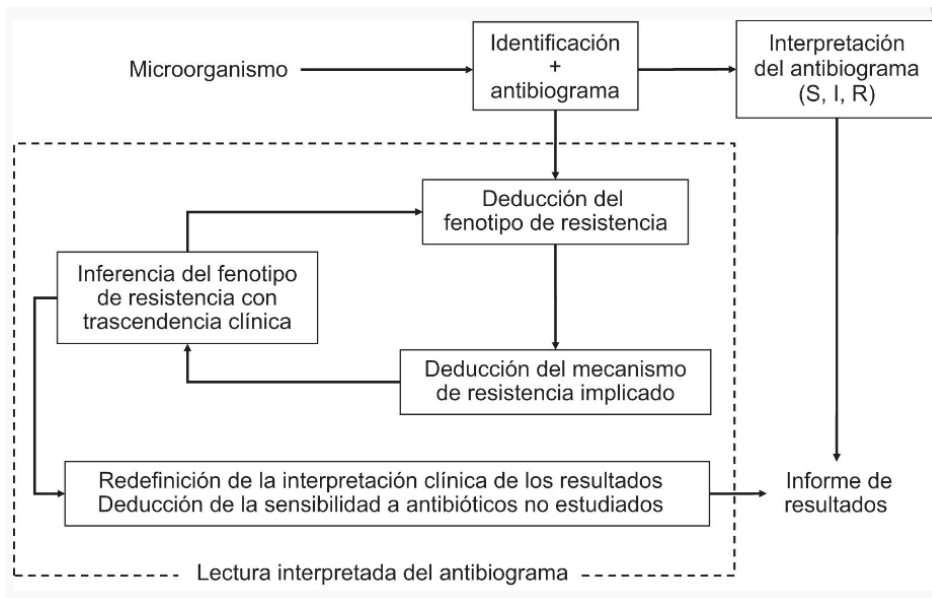 Microorganismo
Identificación
+
antibiograma
Interpretación
del antibiograma
(S, I, R)
Deducción del
fenotipo de resistencia
Inferencia del fenotipo
de resistencia con
trascendencia clínica
Deducción del mecanismo
de resistencia implicado
Redefinición de la interpretación clínica de los resultados
Deducción de la sensibilidad a antibióticos no estudiados
Informe de
resultados
Lectura interpretada del antibiograma